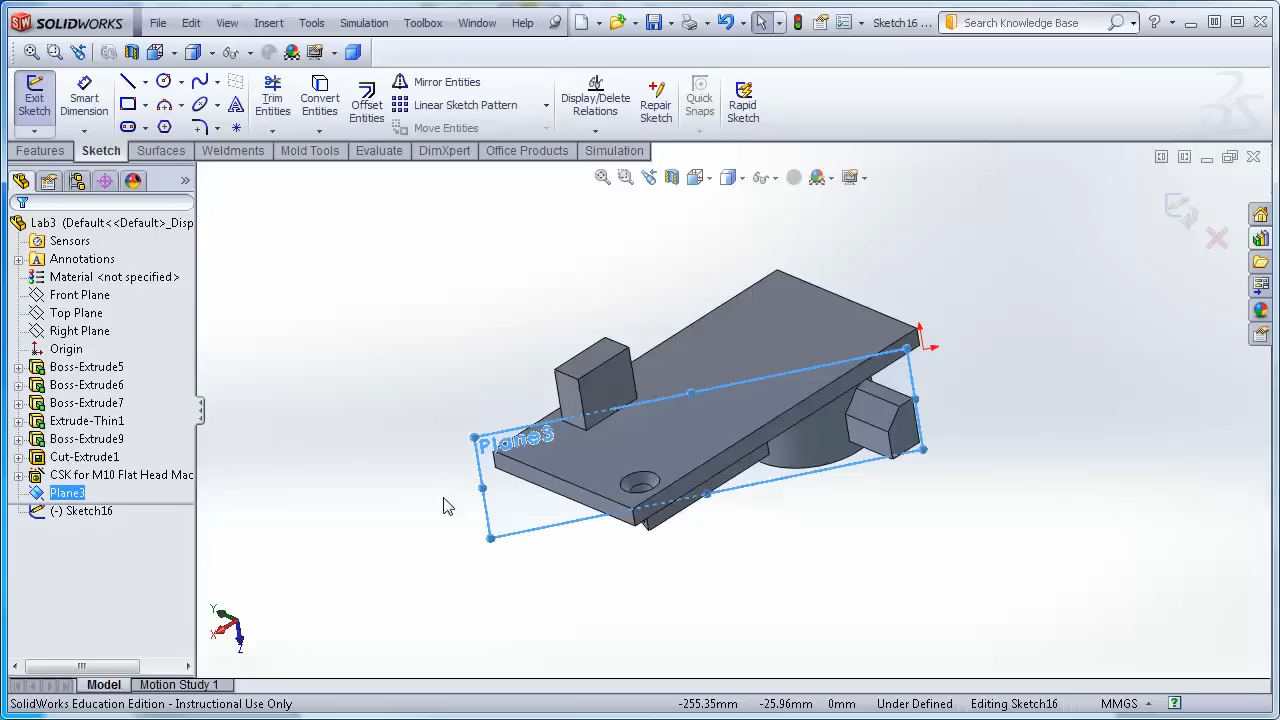 SOLIDWORKS File Edit View Insert Tools Simulation Toolbox Window Help Sketch16 ... Search Knowledge Base
Exit Sketch
Smart Dimension
Trim Entities
Convert Entities
Offset Entities
Mirror Entities
Linear Sketch Pattern
Move Entities
Display/Delete Relations
Repair Sketch
Quick Snaps
Rapid Sketch
Features Sketch Surfaces Weldments Mold Tools Evaluate DimXpert Office Products Simulation
Lab3 (Default<<Default>_Disp
Sensors
Annotations
Material <not specified>
Front Plane
Top Plane
Right Plane
Origin
Boss-Extrude5
Boss-Extrude6
Boss-Extrude7
Extrude-Thin1
Boss-Extrude9
Cut-Extrude1
CSK for M10 Flat Head Mac
Plane3
(-) Sketch16
Plane3
Y
X
Z
Model Motion Study 1
SolidWorks Education Edition - Instructional Use Only -255.35mm -25.96mm 0mm Under Defined Editing Sketch16 MMGS